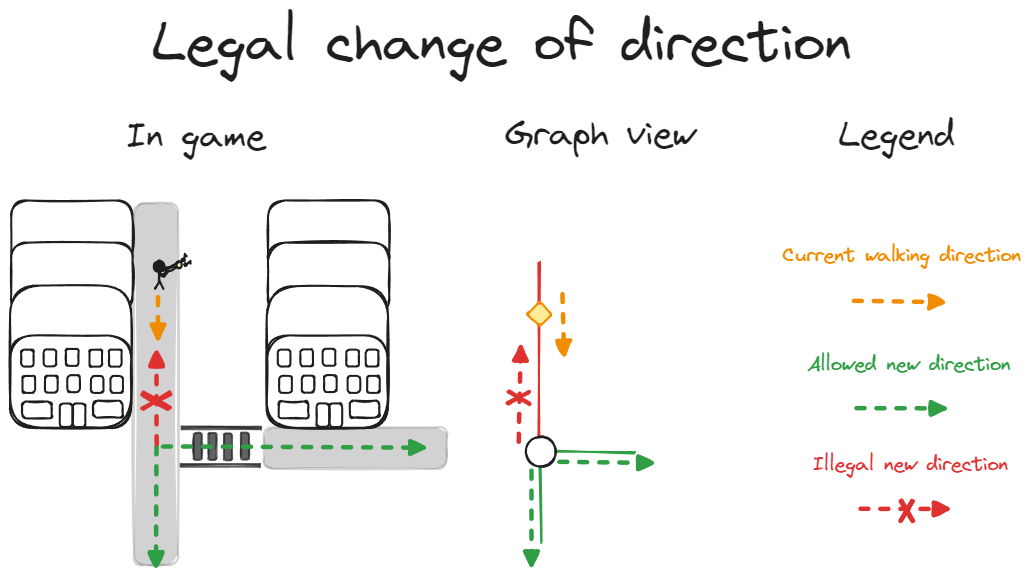 Legal change of direction
In game
Graph view
Legend
Current walking direction
Allowed new direction
Illegal new direction